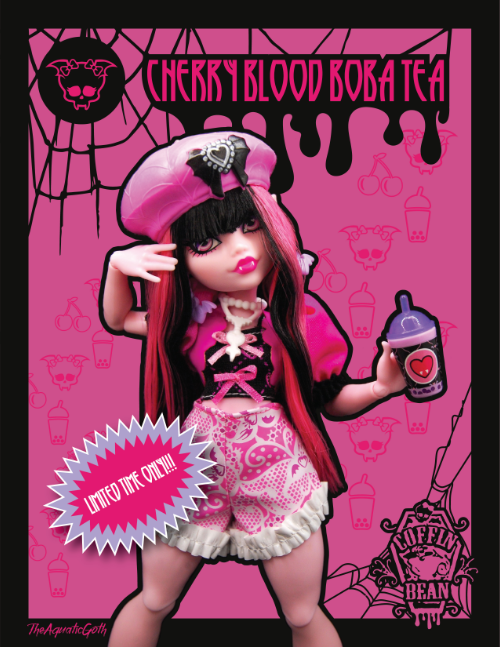 CHERRY BLOOD BOBA TEA
LIMITED TIME ONLY!!!
COFFIN
BEAN
TheAquaticGoth